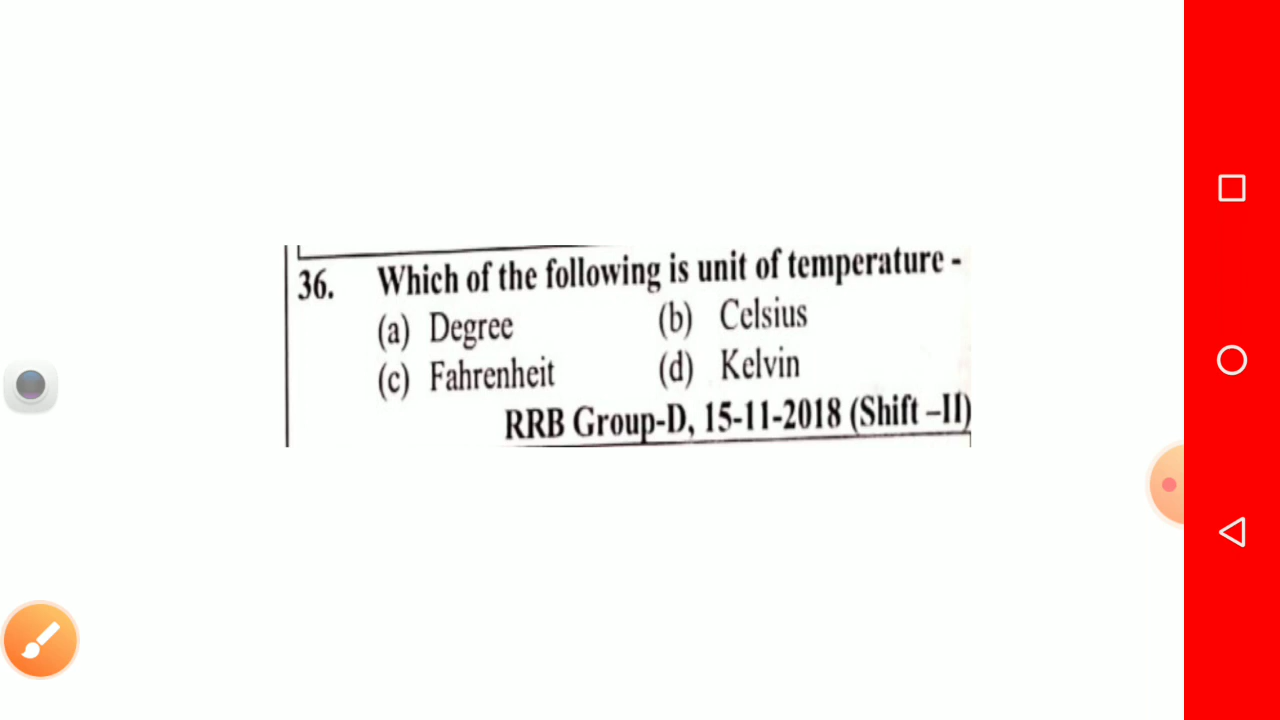 36. Which of the following is unit of temperature -
(a) Degree (b) Celsius
(c) Fahrenheit (d) Kelvin
RRB Group-D, 15-11-2018 (Shift –II)